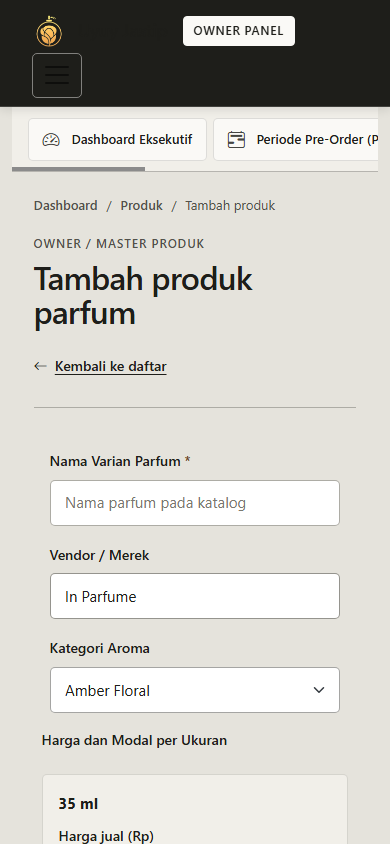 OWNER PANEL
Dashboard Eksekutif
Periode Pre-Order (P
Dashboard / Produk / Tambah produk
OWNER / MASTER PRODUK
Tambah produk
parfum
← Kembali ke daftar
Nama Varian Parfum *
Nama parfum pada katalog
Vendor / Merek
In Parfume
Kategori Aroma
Amber Floral
Harga dan Modal per Ukuran
35 ml
Harga jual (Rp)